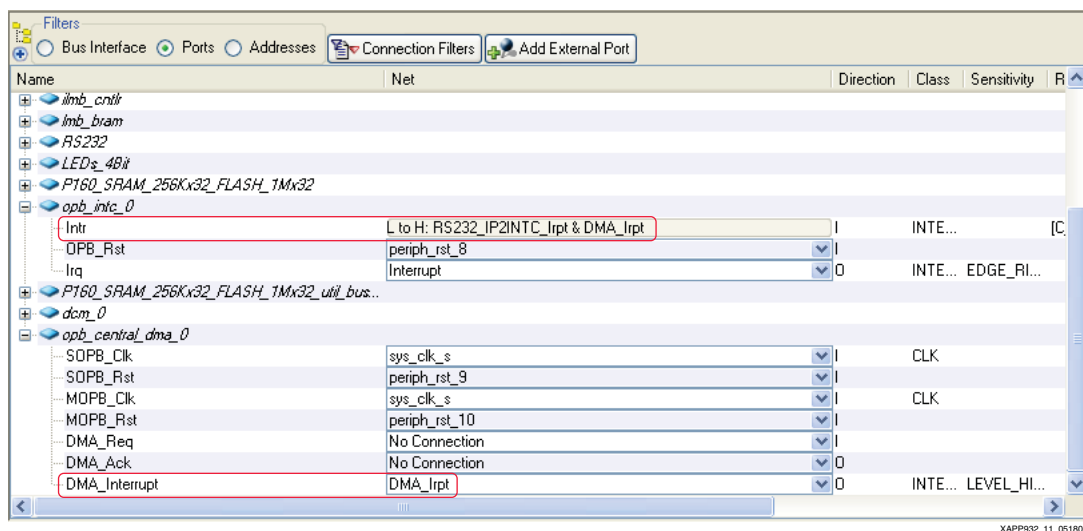 Filters
Bus Interface Ports Addresses Connection Filters Add External Port
Name Net Direction Class Sensitivity R
ilmb_cntlr
lmb_bram
RS232
LEDs_4Bit
P160_SRAM_256Kx32_FLASH_1Mx32
opb_intc_0
Intr L to H: RS232_IP2INTC_Irpt & DMA_Irpt I INTE... [C
OPB_Rst periph_rst_8 I
Irq Interrupt O INTE... EDGE_RI...
P160_SRAM_256Kx32_FLASH_1Mx32_util_bus...
dcm_0
opb_central_dma_0
SOPB_Clk sys_clk_s I CLK
SOPB_Rst periph_rst_9 I
MOPB_Clk sys_clk_s I CLK
MOPB_Rst periph_rst_10 I
DMA_Req No Connection I
DMA_Ack No Connection O
DMA_Interrupt DMA_Irpt O INTE... LEVEL_HI...
XAPP932_11_05180